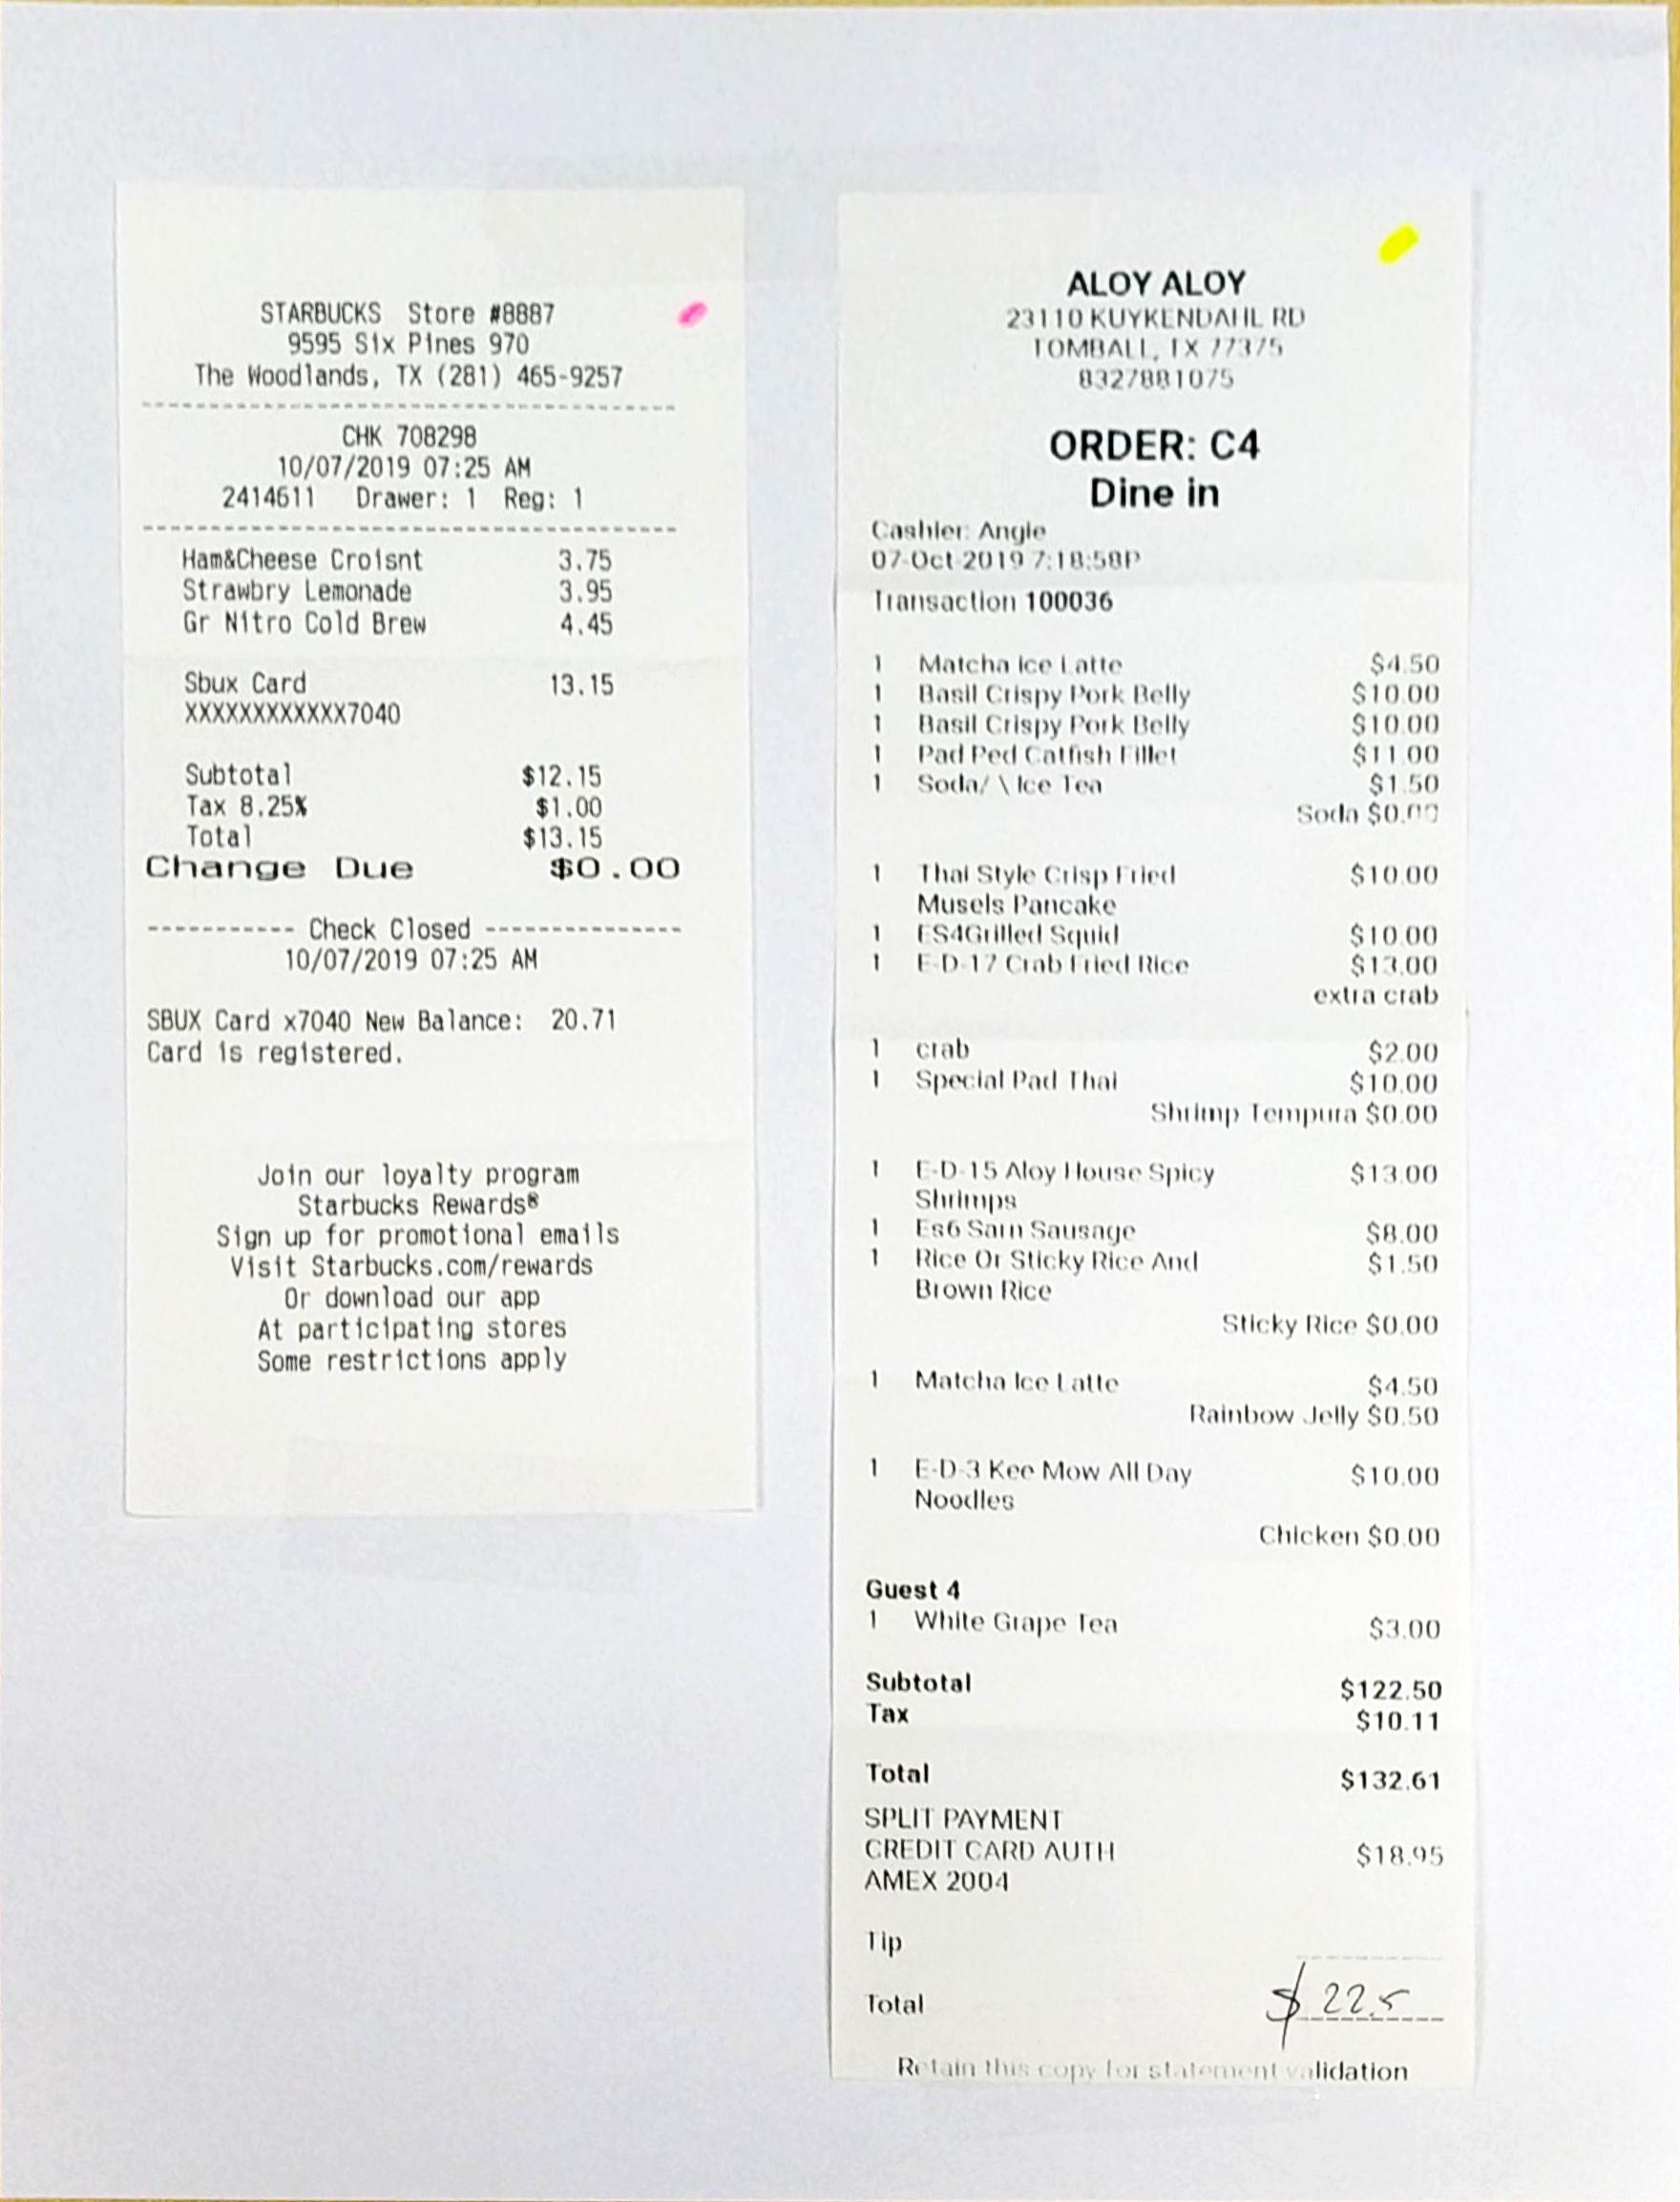 STARBUCKS Store #8887
9595 Six Pines 970
The Woodlands, TX (281) 465-9257
CHK 708298
10/07/2019 07:25 AM
2414611 Drawer: 1 Reg: 1
Ham&Cheese Croisnt 3.75
Strawbry Lemonade 3.95
Gr Nitro Cold Brew 4.45
Sbux Card 13.15
XXXXXXXXXXXX7040
Subtotal $12.15
Tax 8.25% $1.00
Total $13.15
Change Due $0.00
----------- Check Closed ---------------
10/07/2019 07:25 AM
SBUX Card x7040 New Balance: 20.71
Card is registered.
Join our loyalty program
Starbucks Rewards®
Sign up for promotional emails
Visit Starbucks.com/rewards
Or download our app
At participating stores
Some restrictions apply
ALOY ALOY
23110 KUYKENDAHL RD
TOMBALL, TX 77375
8327881075
ORDER: C4
Dine in
Cashier: Angie
07-Oct-2019 7:18:58P
Transaction 100036
1 Matcha Ice Latte $4.50
1 Basil Crispy Pork Belly $10.00
1 Basil Crispy Pork Belly $10.00
1 Pad Ped Catfish Fillet $11.00
1 Soda/ \ Ice Tea $1.50
Soda $0.00
1 Thai Style Crisp Fried $10.00
Musels Pancake
1 ES4Grilled Squid $10.00
1 E-D-17 Crab Fried Rice $13.00
extra crab
1 crab $2.00
1 Special Pad Thai $10.00
Shrimp Tempura $0.00
1 E-D-15 Aloy House Spicy $13.00
Shrimps
1 Es6 Sarn Sausage $8.00
1 Rice Or Sticky Rice And $1.50
Brown Rice
Sticky Rice $0.00
1 Matcha Ice Latte $4.50
Rainbow Jelly $0.50
1 E-D-3 Kee Mow All Day $10.00
Noodles
Chicken $0.00
Guest 4
1 White Grape Tea $3.00
Subtotal $122.50
Tax $10.11
Total $132.61
SPLIT PAYMENT
CREDIT CARD AUTH $18.95
AMEX 2004
Tip
Total $22.5
Retain this copy for statement validation